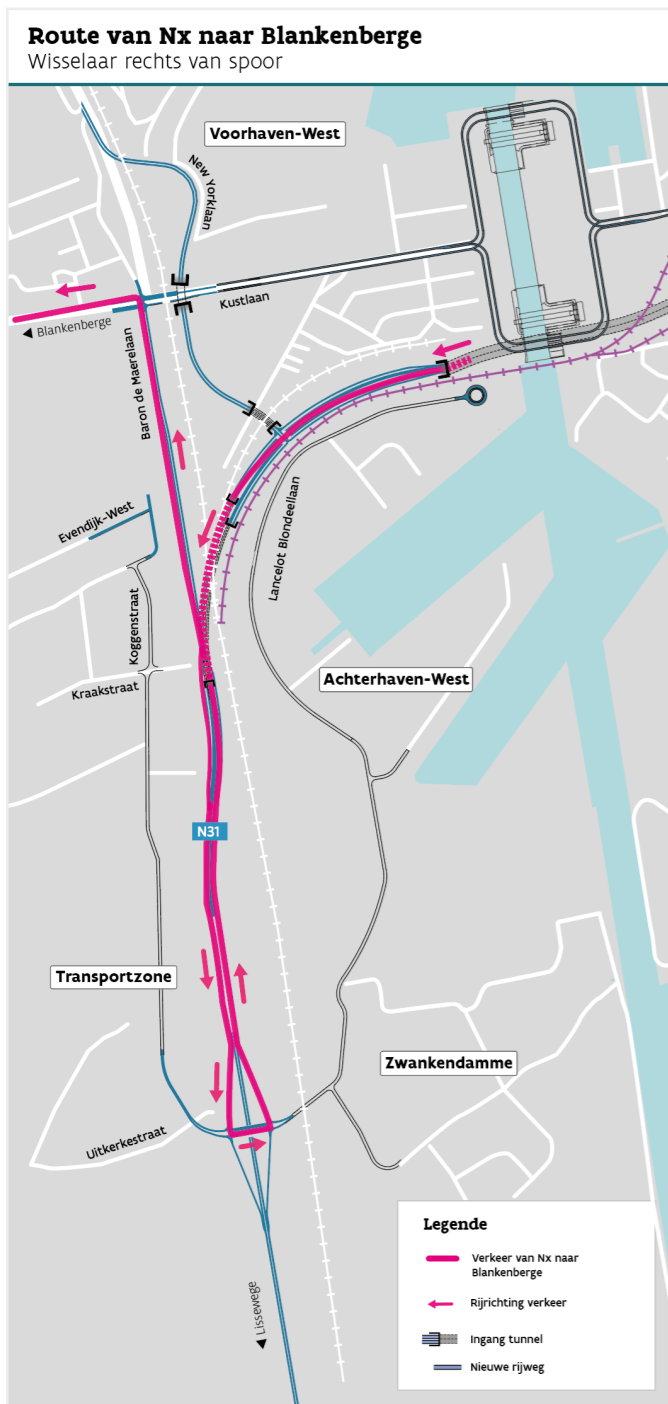 Route van Nx naar Blankenberge
Wisselaar rechts van spoor
Voorhaven-West
New Yorklaan
Kustlaan
◀ Blankenberge
Baron de Maerelaan
Evendijk-West
Lancelot Blondeellaan
Koggenstraat
Achterhaven-West
Kraakstraat
N31
Transportzone
Zwankendamme
Uitkerkestraat
◀ Lissewege
Legende
Verkeer van Nx naar
Blankenberge
Rijrichting verkeer
Ingang tunnel
Nieuwe rijweg